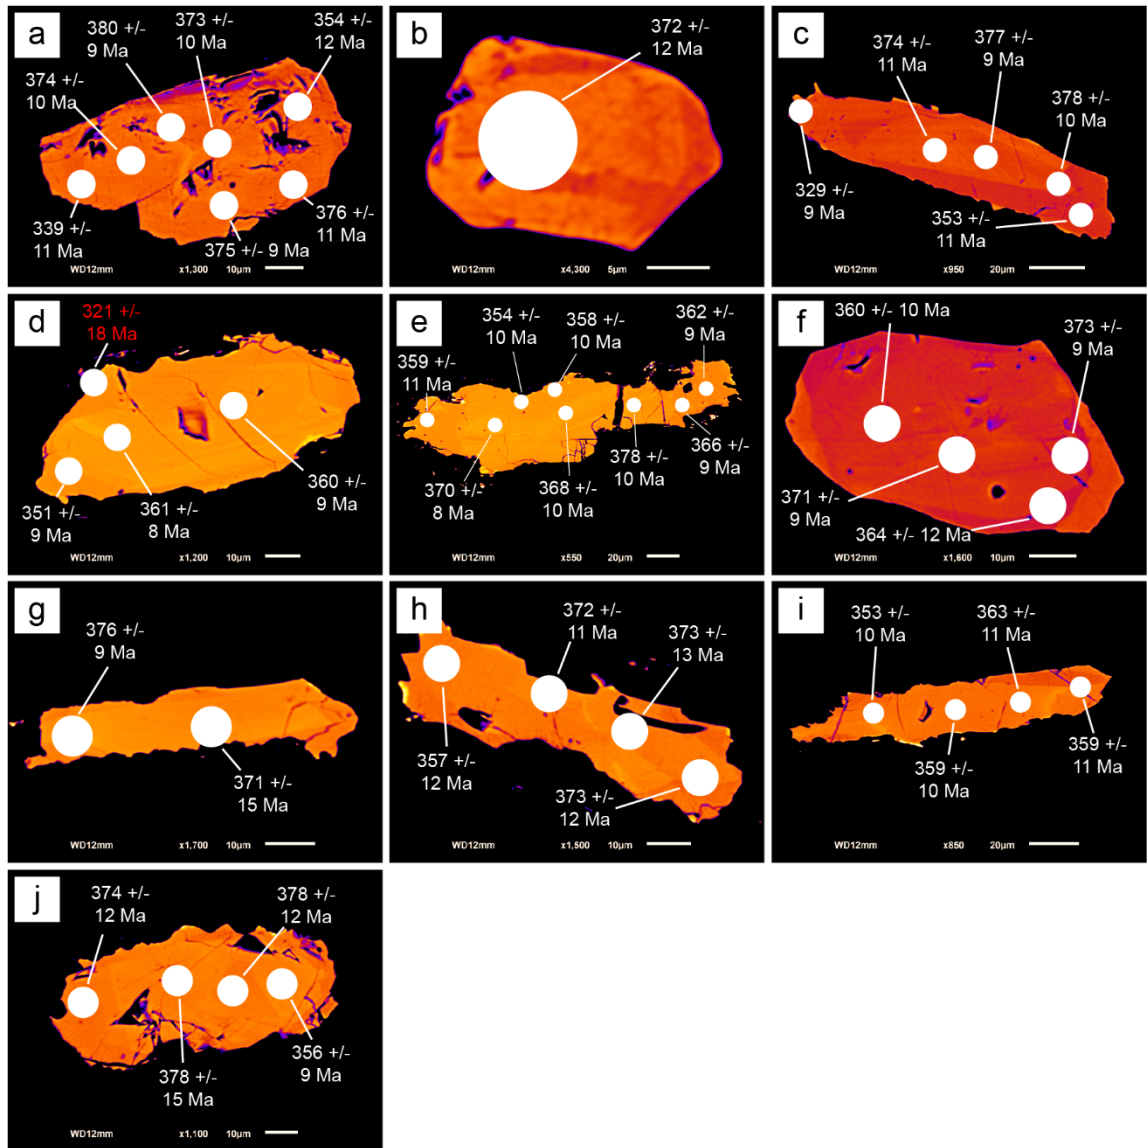 a
380 +/-
9 Ma
373 +/-
10 Ma
354 +/-
12 Ma
374 +/-
10 Ma
339 +/-
11 Ma
375 +/- 9 Ma
376 +/-
11 Ma
WD12mm x1,300 10µm
b
372 +/-
12 Ma
WD12mm x4,300 5µm
c
374 +/-
11 Ma
377 +/-
9 Ma
378 +/-
10 Ma
329 +/-
9 Ma
353 +/-
11 Ma
WD12mm x950 20µm
d
321 +/-
18 Ma
351 +/-
9 Ma
361 +/-
8 Ma
360 +/-
9 Ma
WD12mm x1,200 10µm
e
354 +/-
10 Ma
358 +/-
10 Ma
362 +/-
9 Ma
359 +/-
11 Ma
370 +/-
8 Ma
368 +/-
10 Ma
378 +/-
10 Ma
366 +/-
9 Ma
WD12mm x550 20µm
f
360 +/- 10 Ma
373 +/-
9 Ma
371 +/-
9 Ma
364 +/- 12 Ma
WD12mm x1,600 10µm
g
376 +/-
9 Ma
371 +/-
15 Ma
WD12mm x1,700 10µm
h
372 +/-
11 Ma
373 +/-
13 Ma
357 +/-
12 Ma
373 +/-
12 Ma
WD12mm x1,500 10µm
i
353 +/-
10 Ma
363 +/-
11 Ma
359 +/-
10 Ma
359 +/-
11 Ma
WD12mm x850 20µm
j
374 +/-
12 Ma
378 +/-
12 Ma
378 +/-
15 Ma
356 +/-
9 Ma
WD12mm x1,100 10µm